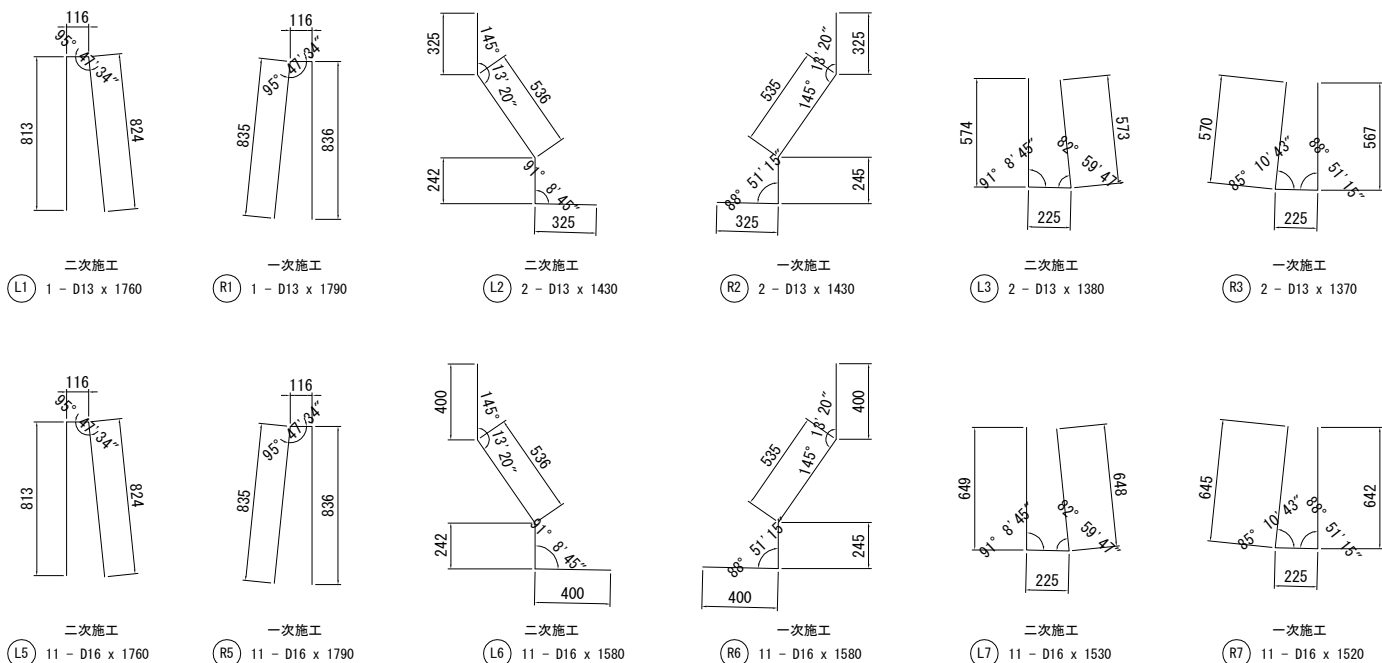 116
95° 47'34"
813
824
二次施工
L1 1 - D13 x 1760
116
95° 47'34"
835
836
一次施工
R1 1 - D13 x 1790
325
145° 13'20"
536
242
91° 8'45"
325
二次施工
L2 2 - D13 x 1430
325
145° 13'20"
535
245
88° 51'15"
325
一次施工
R2 2 - D13 x 1430
574
573
91° 8'45"
82° 59'47"
225
二次施工
L3 2 - D13 x 1380
570
567
85° 10'43"
88° 51'15"
225
一次施工
R3 2 - D13 x 1370
116
95° 47'34"
813
824
二次施工
L5 11 - D16 x 1760
116
95° 47'34"
835
836
一次施工
R5 11 - D16 x 1790
400
145° 13'20"
536
242
91° 8'45"
400
二次施工
L6 11 - D16 x 1580
400
145° 13'20"
535
245
88° 51'15"
400
一次施工
R6 11 - D16 x 1580
649
648
91° 8'45"
82° 59'47"
225
二次施工
L7 11 - D16 x 1530
645
642
85° 10'43"
88° 51'15"
225
一次施工
R7 11 - D16 x 1520